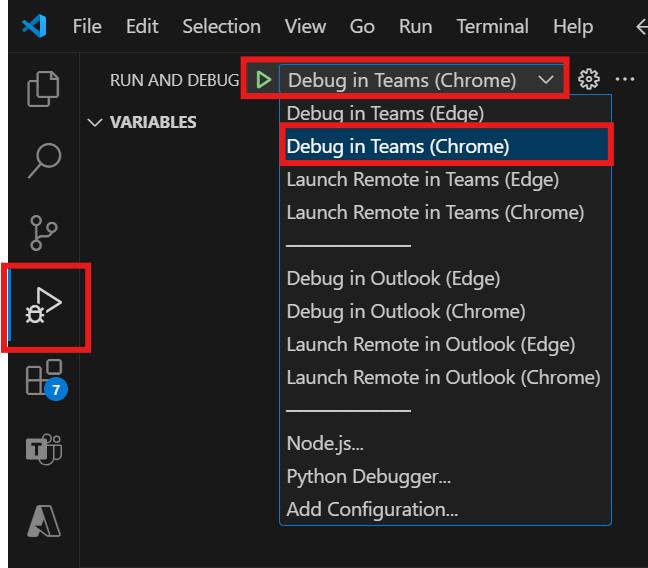 File Edit Selection View Go Run Terminal Help
RUN AND DEBUG Debug in Teams (Chrome)
VARIABLES
Debug in Teams (Edge)
Debug in Teams (Chrome)
Launch Remote in Teams (Edge)
Launch Remote in Teams (Chrome)
Debug in Outlook (Edge)
Debug in Outlook (Chrome)
Launch Remote in Outlook (Edge)
Launch Remote in Outlook (Chrome)
7
Node.js...
Python Debugger...
Add Configuration...